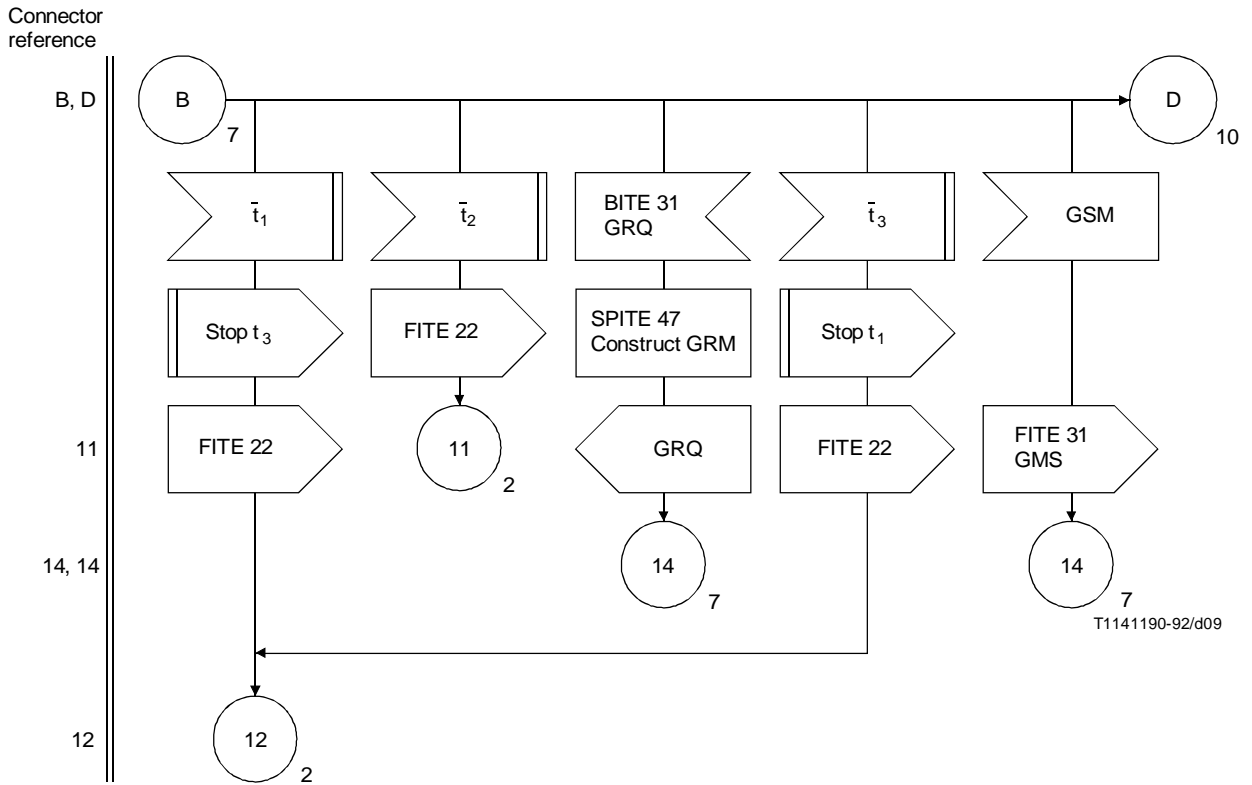 Connector
reference
B, D
B
7
D
10
t̄1
t̄2
BITE 31
GRQ
t̄3
GSM
Stop t3
FITE 22
SPITE 47
Construct GRM
Stop t1
11
FITE 22
11
2
GRQ
FITE 22
FITE 31
GMS
14, 14
14
7
14
7
T1141190-92/d09
12
12
2